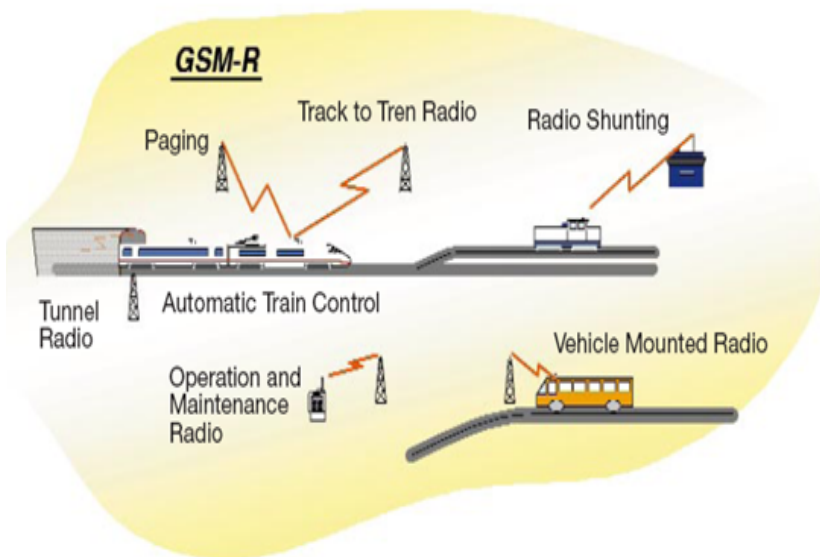 GSM-R
Track to Tren Radio
Radio Shunting
Paging
Tunnel
Radio
Automatic Train Control
Vehicle Mounted Radio
Operation and
Maintenance
Radio